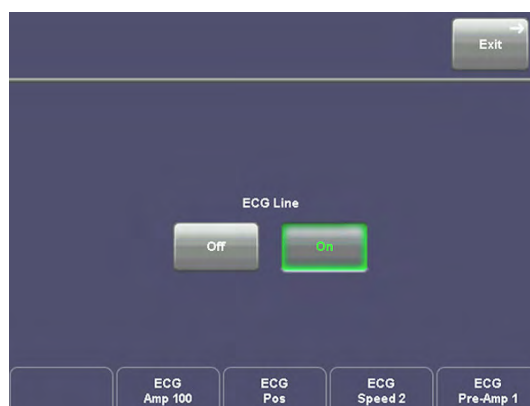 Exit
ECG Line
Off
On
ECG
Amp 100
ECG
Pos
ECG
Speed 2
ECG
Pre-Amp 1